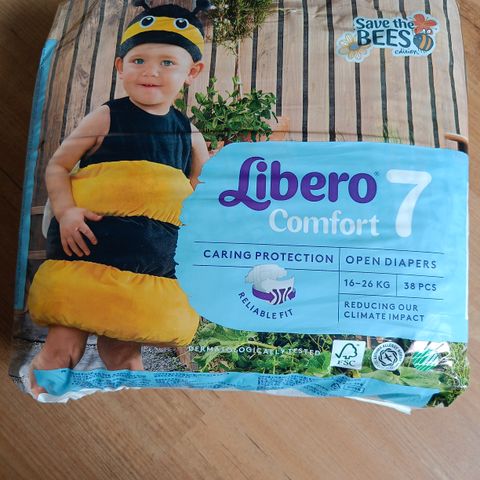 Save the
BEES
edition
Libero
Comfort
7
CARING PROTECTION
OPEN DIAPERS
16-26 KG
38 PCS
RELIABLE FIT
REDUCING OUR
CLIMATE IMPACT
DERMATOLOGICALLY TESTED
FSC